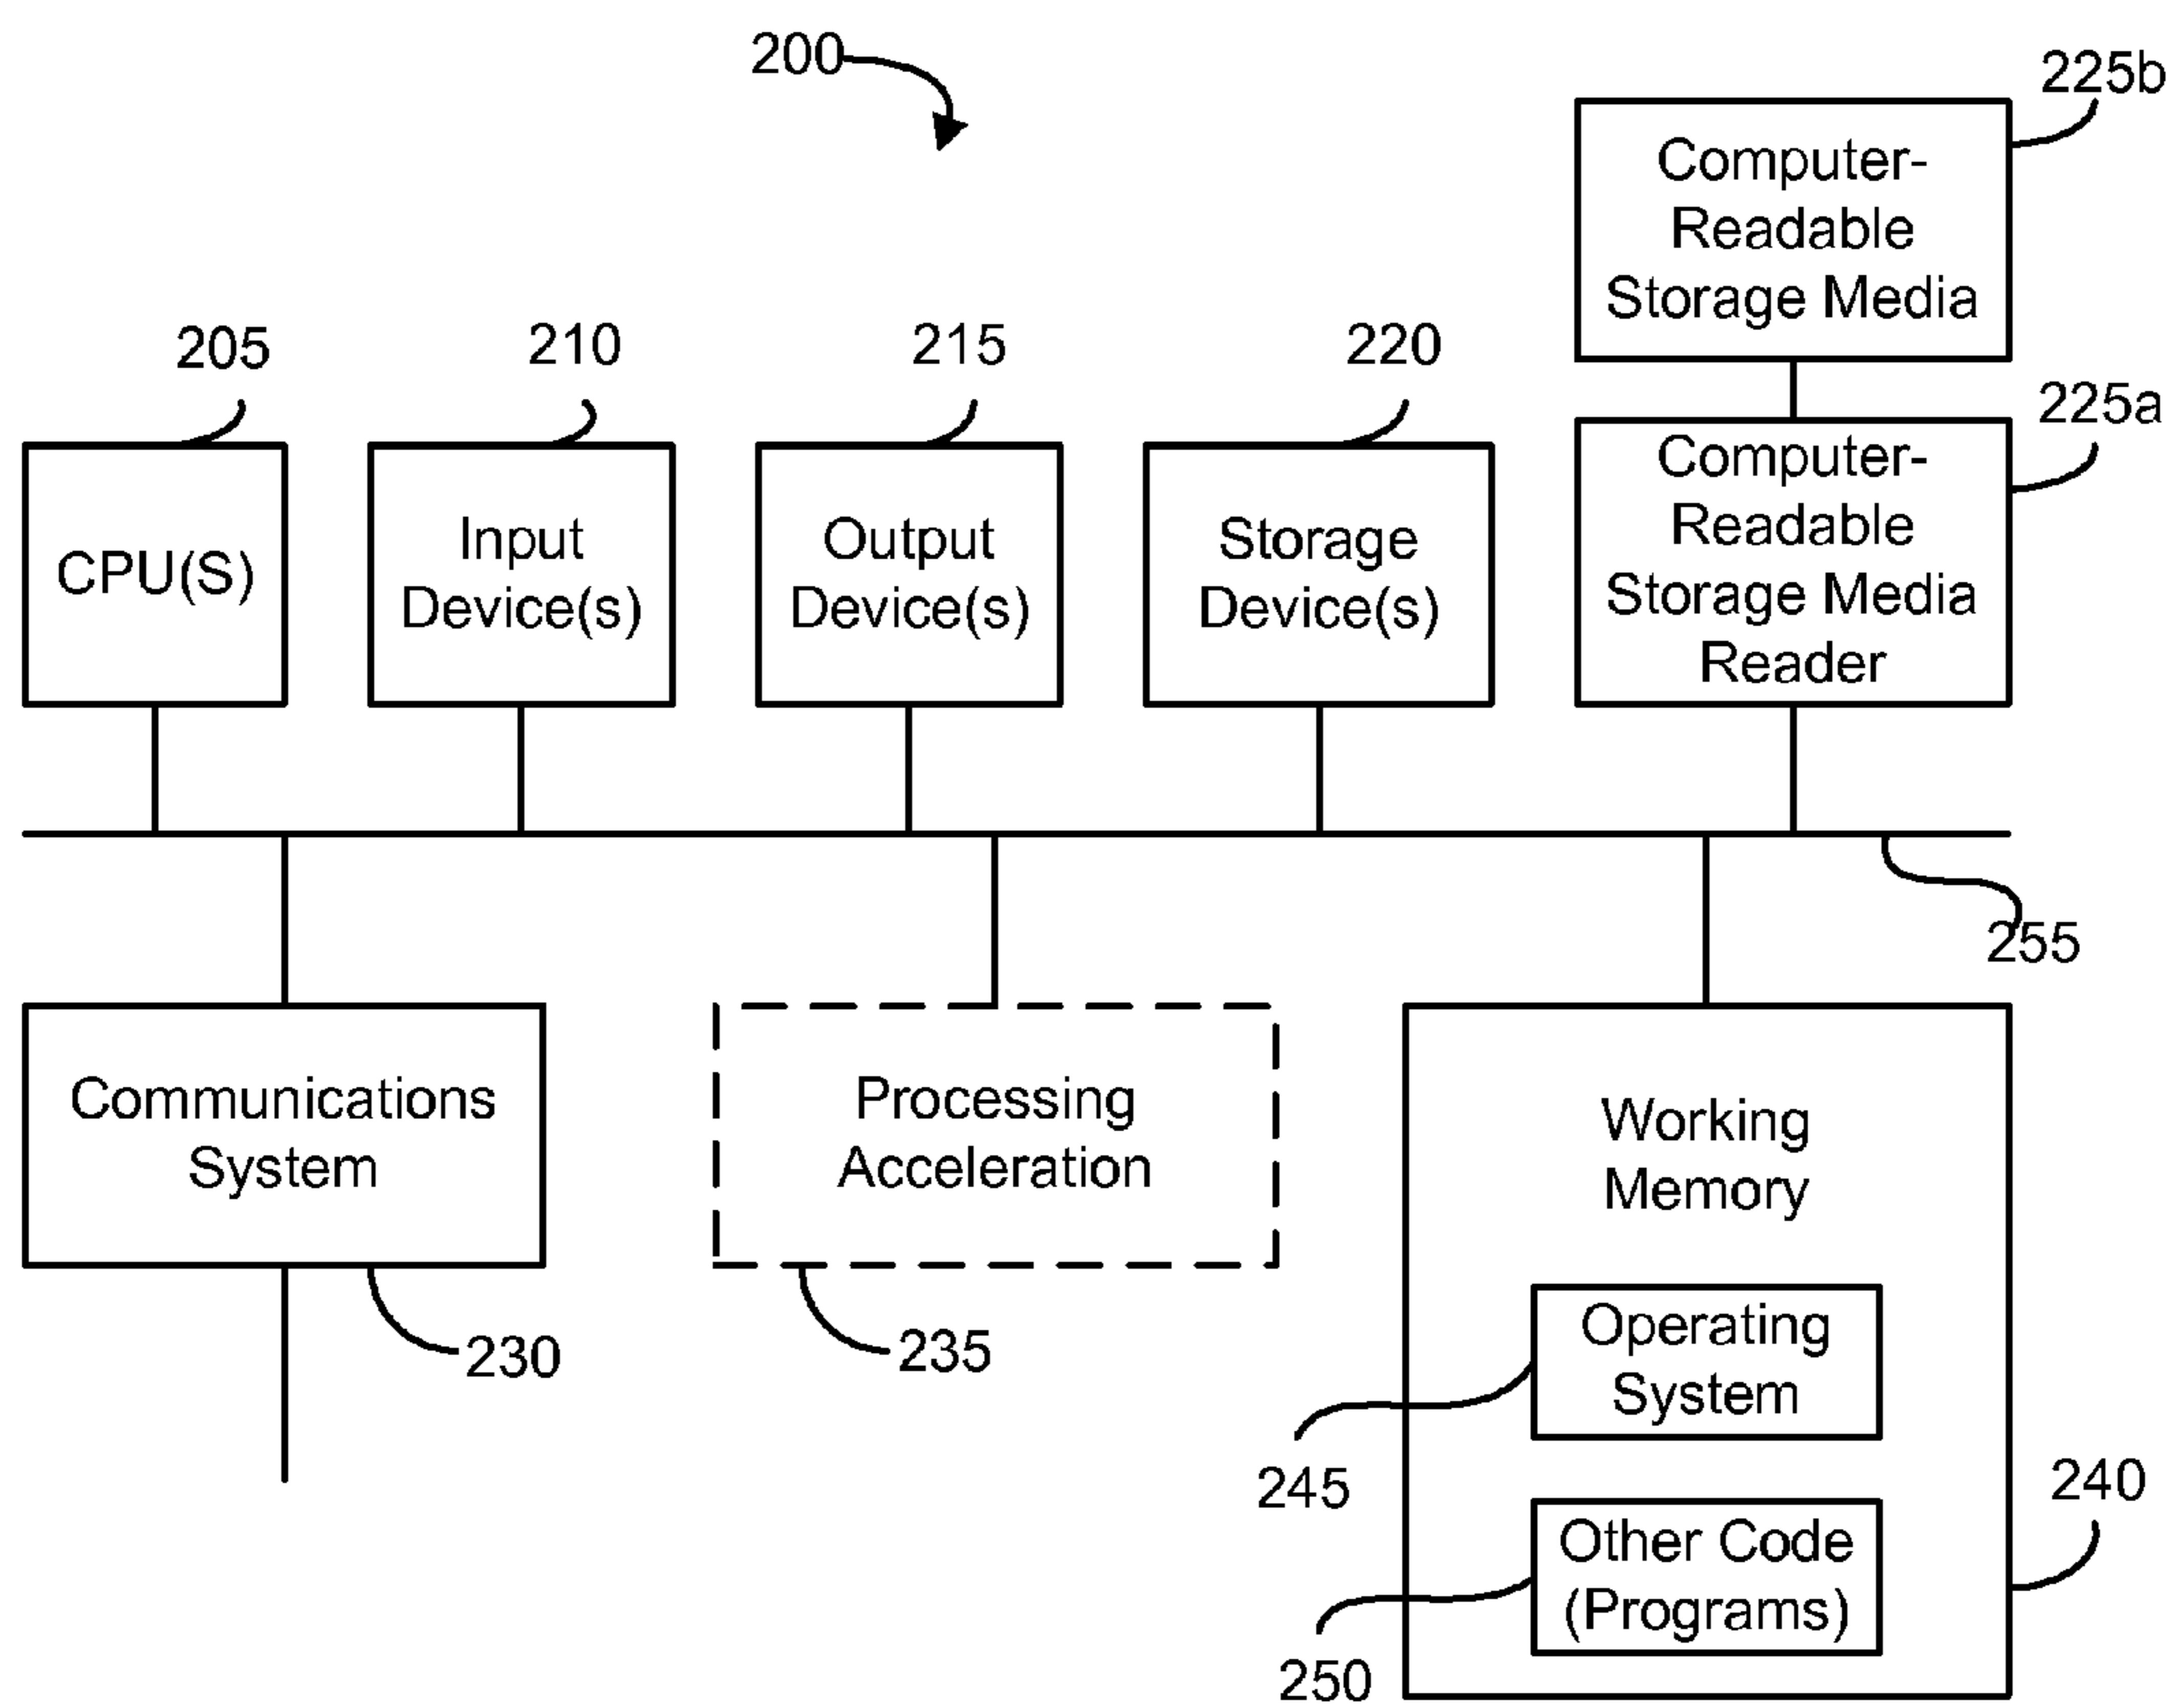 200
225b
Computer-
Readable
Storage Media
205
210
215
220
225a
CPU(S)
Input
Device(s)
Output
Device(s)
Storage
Device(s)
Computer-
Readable
Storage Media
Reader
255
Communications
System
230
Processing
Acceleration
235
Working
Memory
Operating
System
245
240
Other Code
(Programs)
250